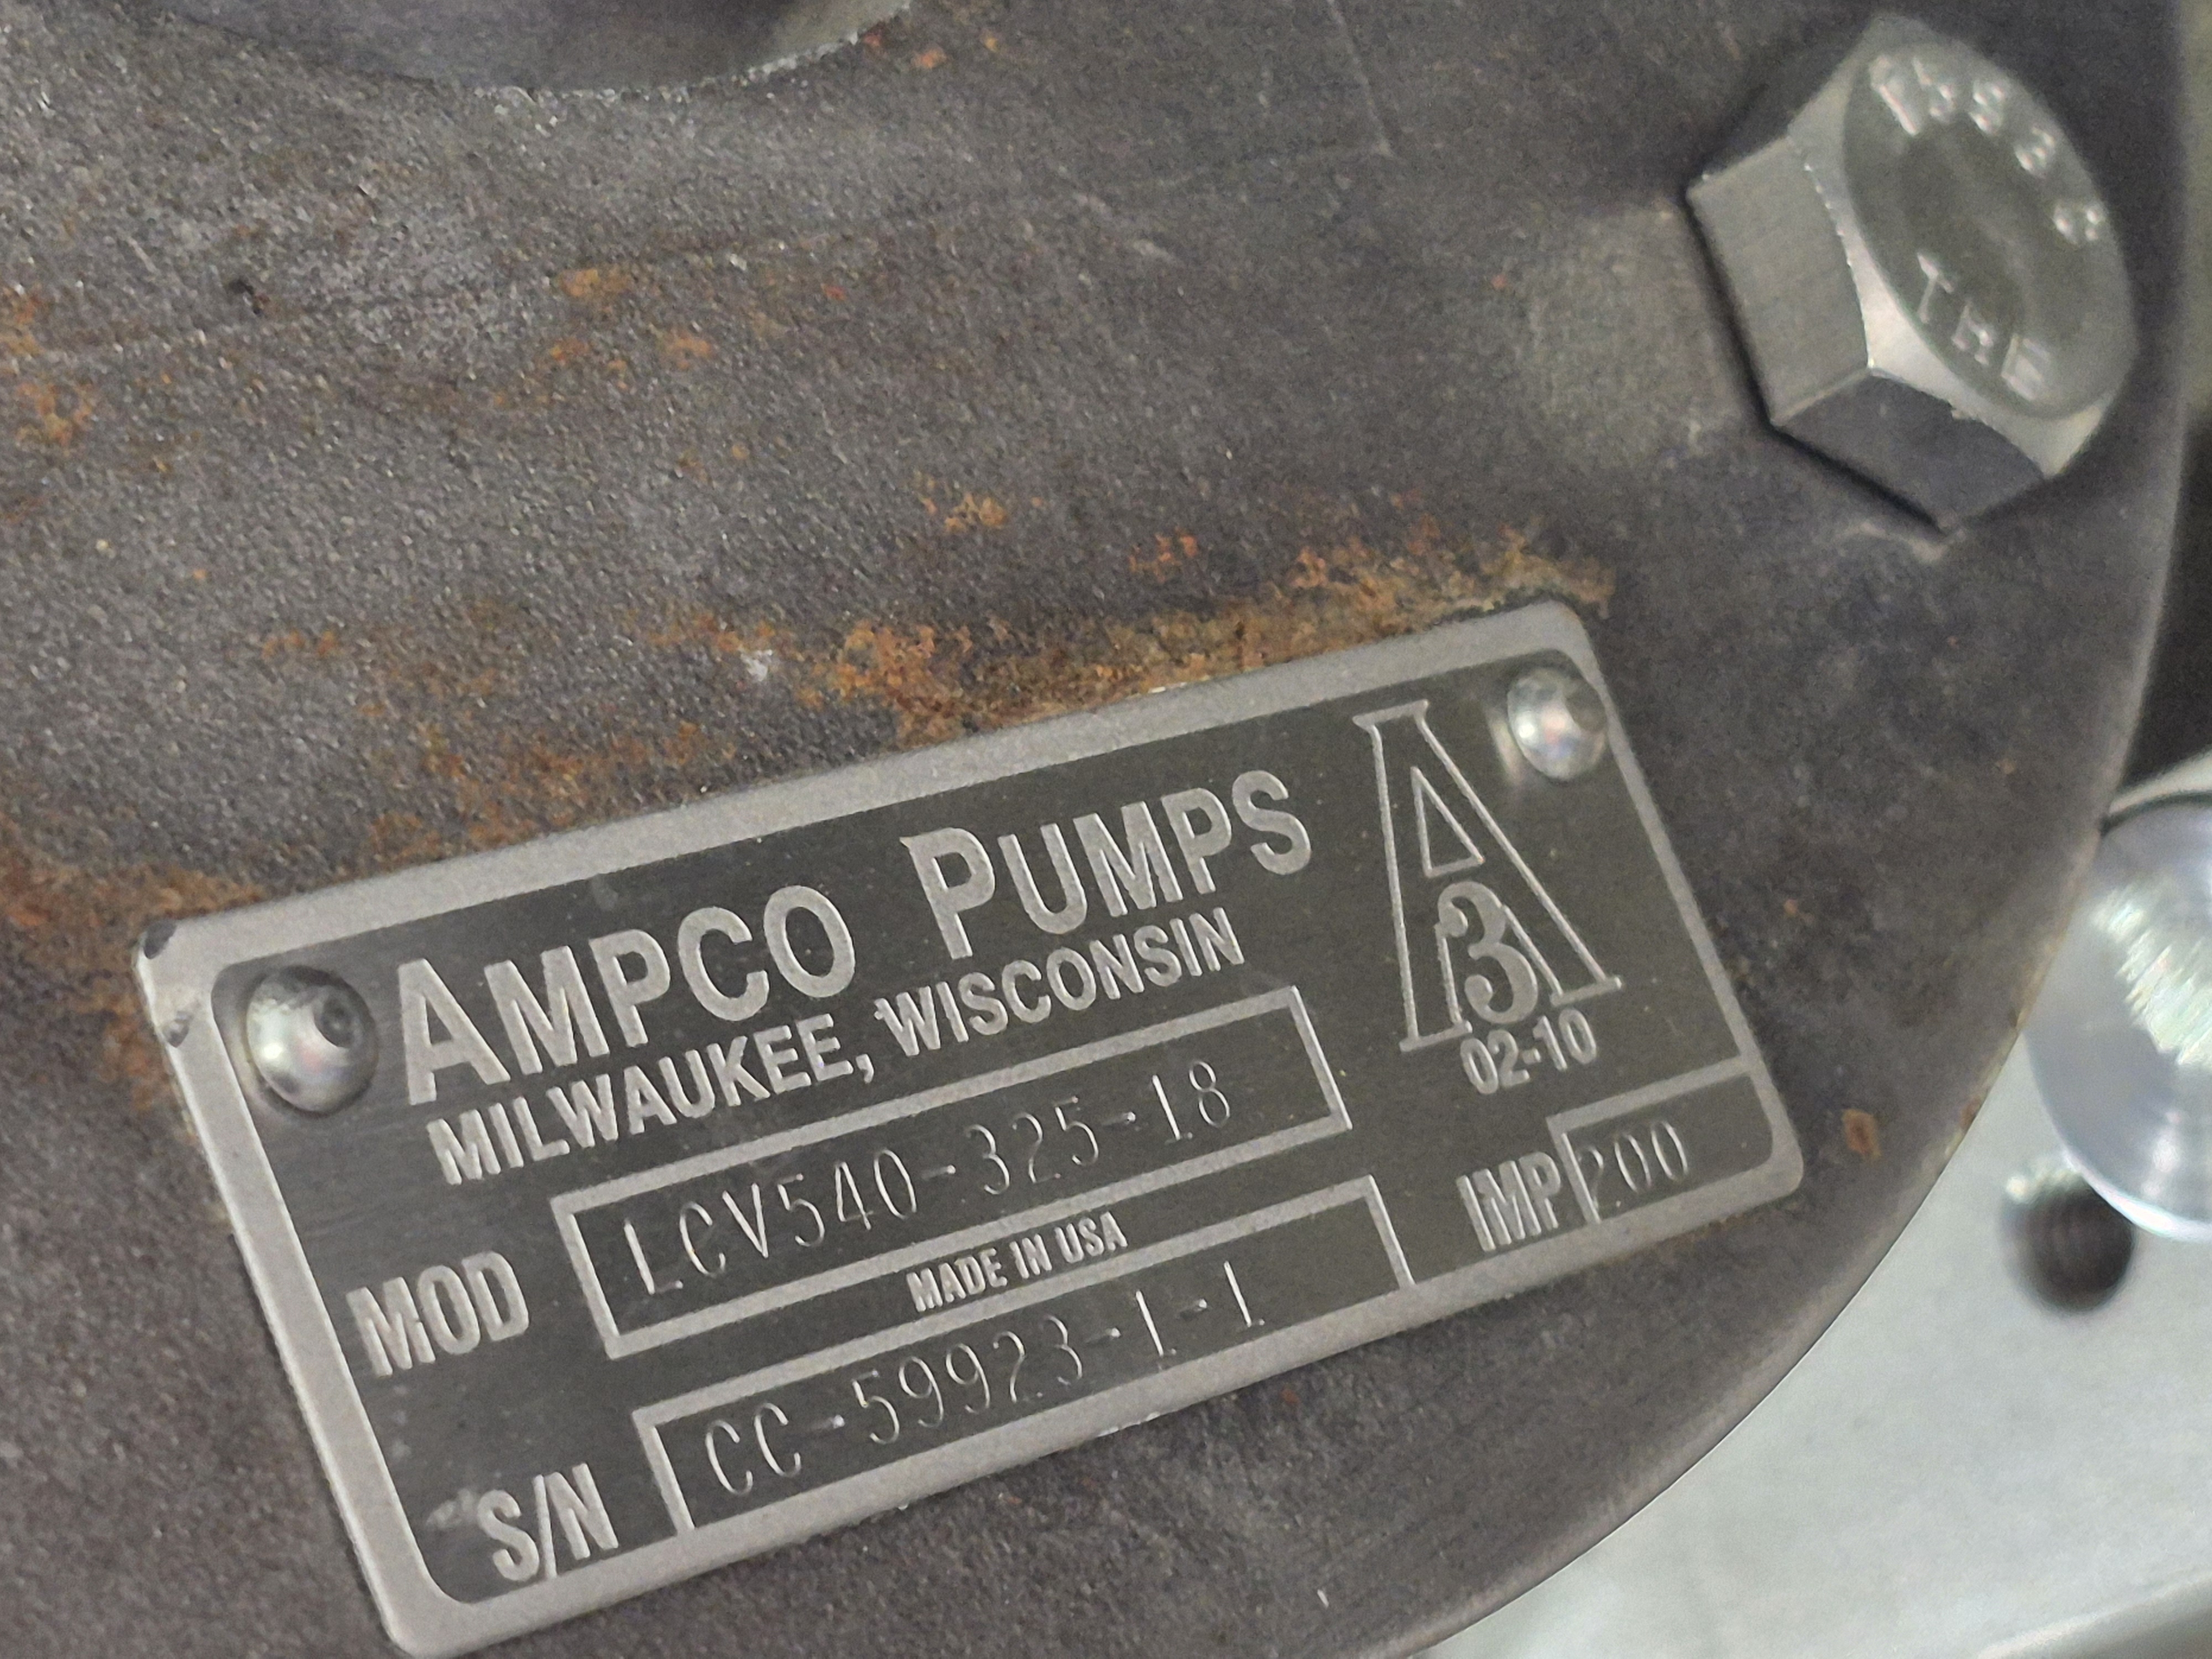 AMPCO PUMPS
MILWAUKEE, WISCONSIN
A
3
02-10
MOD LCV540-325-18
MADE IN USA
IMP 200
S/N CC-59923-1-1
THE